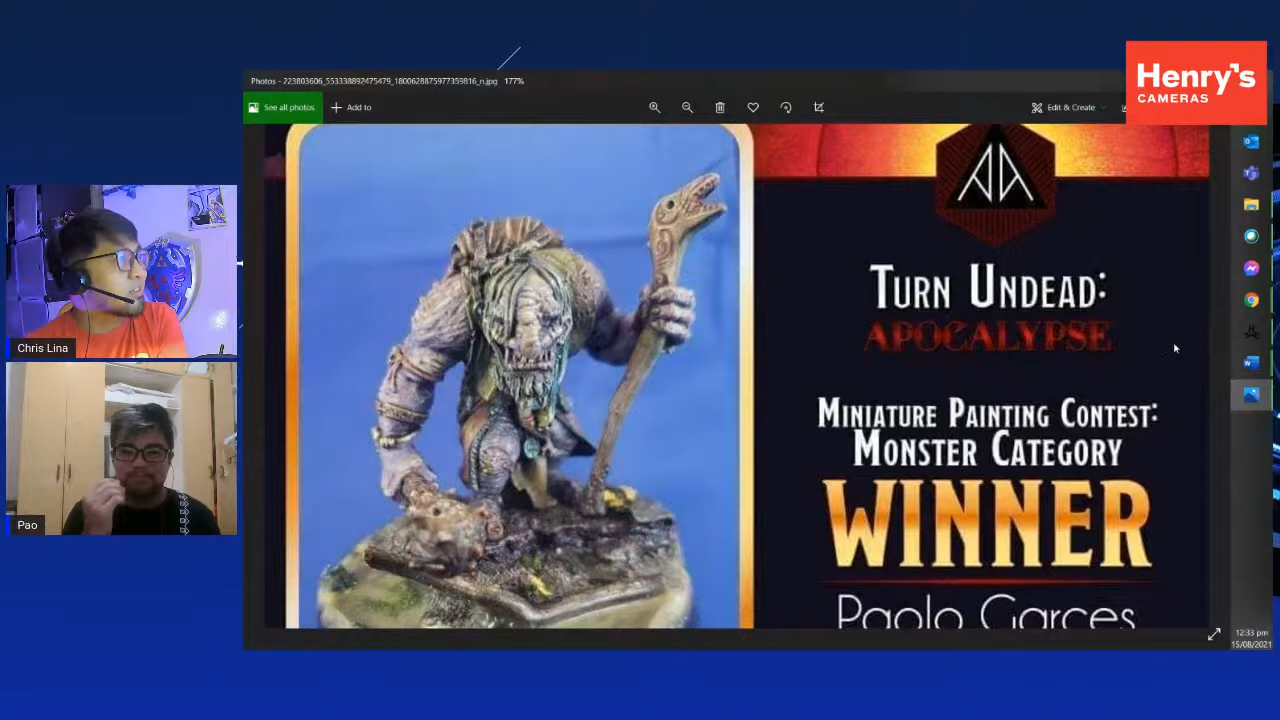 Photos - 223803606_553338892475479_1800628875977359816_n.jpg 177%
See all photos
Add to
Edit & Create
Henry's
CAMERAS
TURN UNDEAD:
APOCALYPSE
MINIATURE PAINTING CONTEST:
MONSTER CATEGORY
WINNER
Paolo Garces
Chris Lina
Pao
12:33 pm
15/08/2021